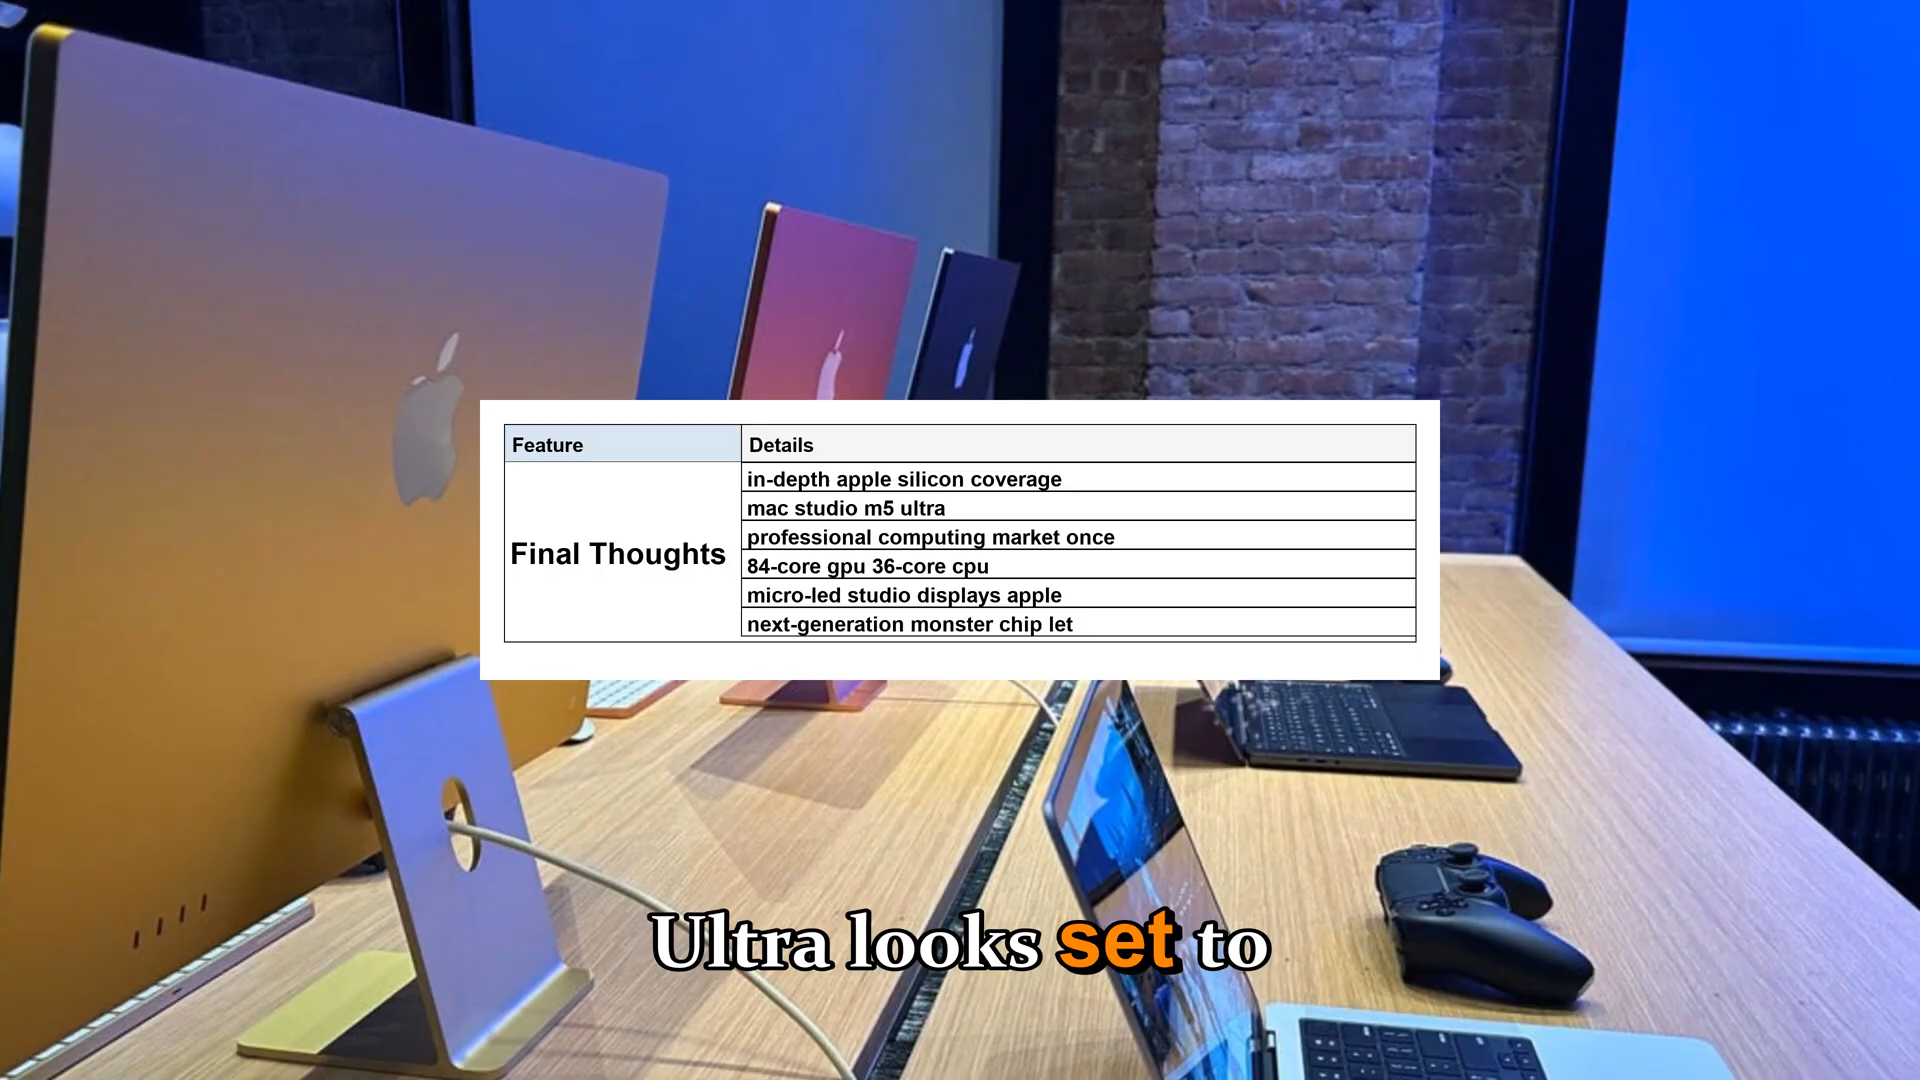 Feature
Details
Final Thoughts
in-depth apple silicon coverage
mac studio m5 ultra
professional computing market once
84-core gpu 36-core cpu
micro-led studio displays apple
next-generation monster chip let
Ultra looks set to